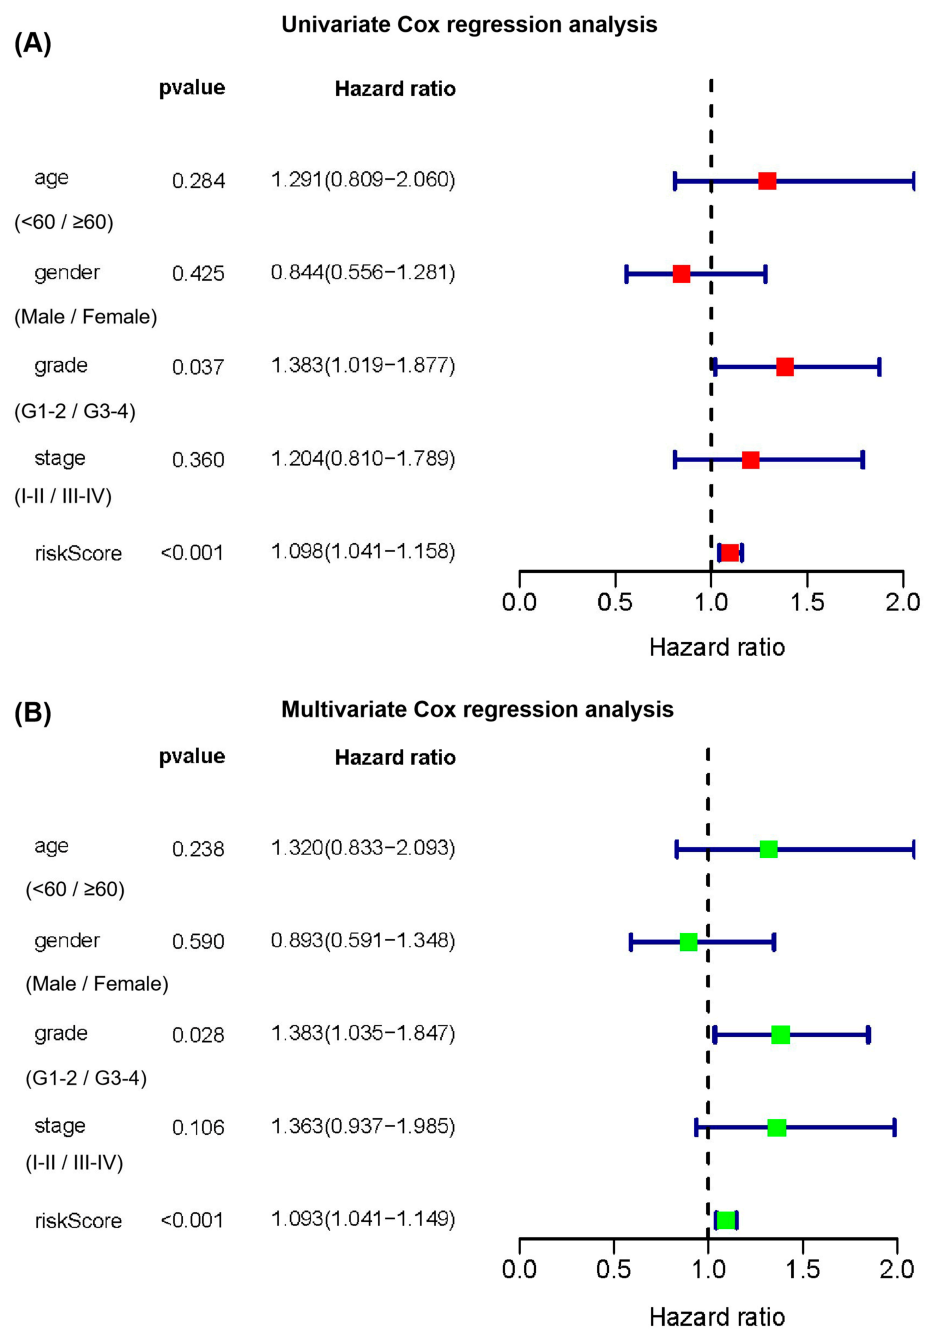 (A)
Univariate Cox regression analysis
pvalue Hazard ratio
age 0.284 1.291(0.809−2.060)
(<60 / ≥60)
gender 0.425 0.844(0.556−1.281)
(Male / Female)
grade 0.037 1.383(1.019−1.877)
(G1-2 / G3-4)
stage 0.360 1.204(0.810−1.789)
(I-II / III-IV)
riskScore <0.001 1.098(1.041−1.158)
0.0 0.5 1.0 1.5 2.0
Hazard ratio
(B)
Multivariate Cox regression analysis
pvalue Hazard ratio
age 0.238 1.320(0.833−2.093)
(<60 / ≥60)
gender 0.590 0.893(0.591−1.348)
(Male / Female)
grade 0.028 1.383(1.035−1.847)
(G1-2 / G3-4)
stage 0.106 1.363(0.937−1.985)
(I-II / III-IV)
riskScore <0.001 1.093(1.041−1.149)
0.0 0.5 1.0 1.5 2.0
Hazard ratio